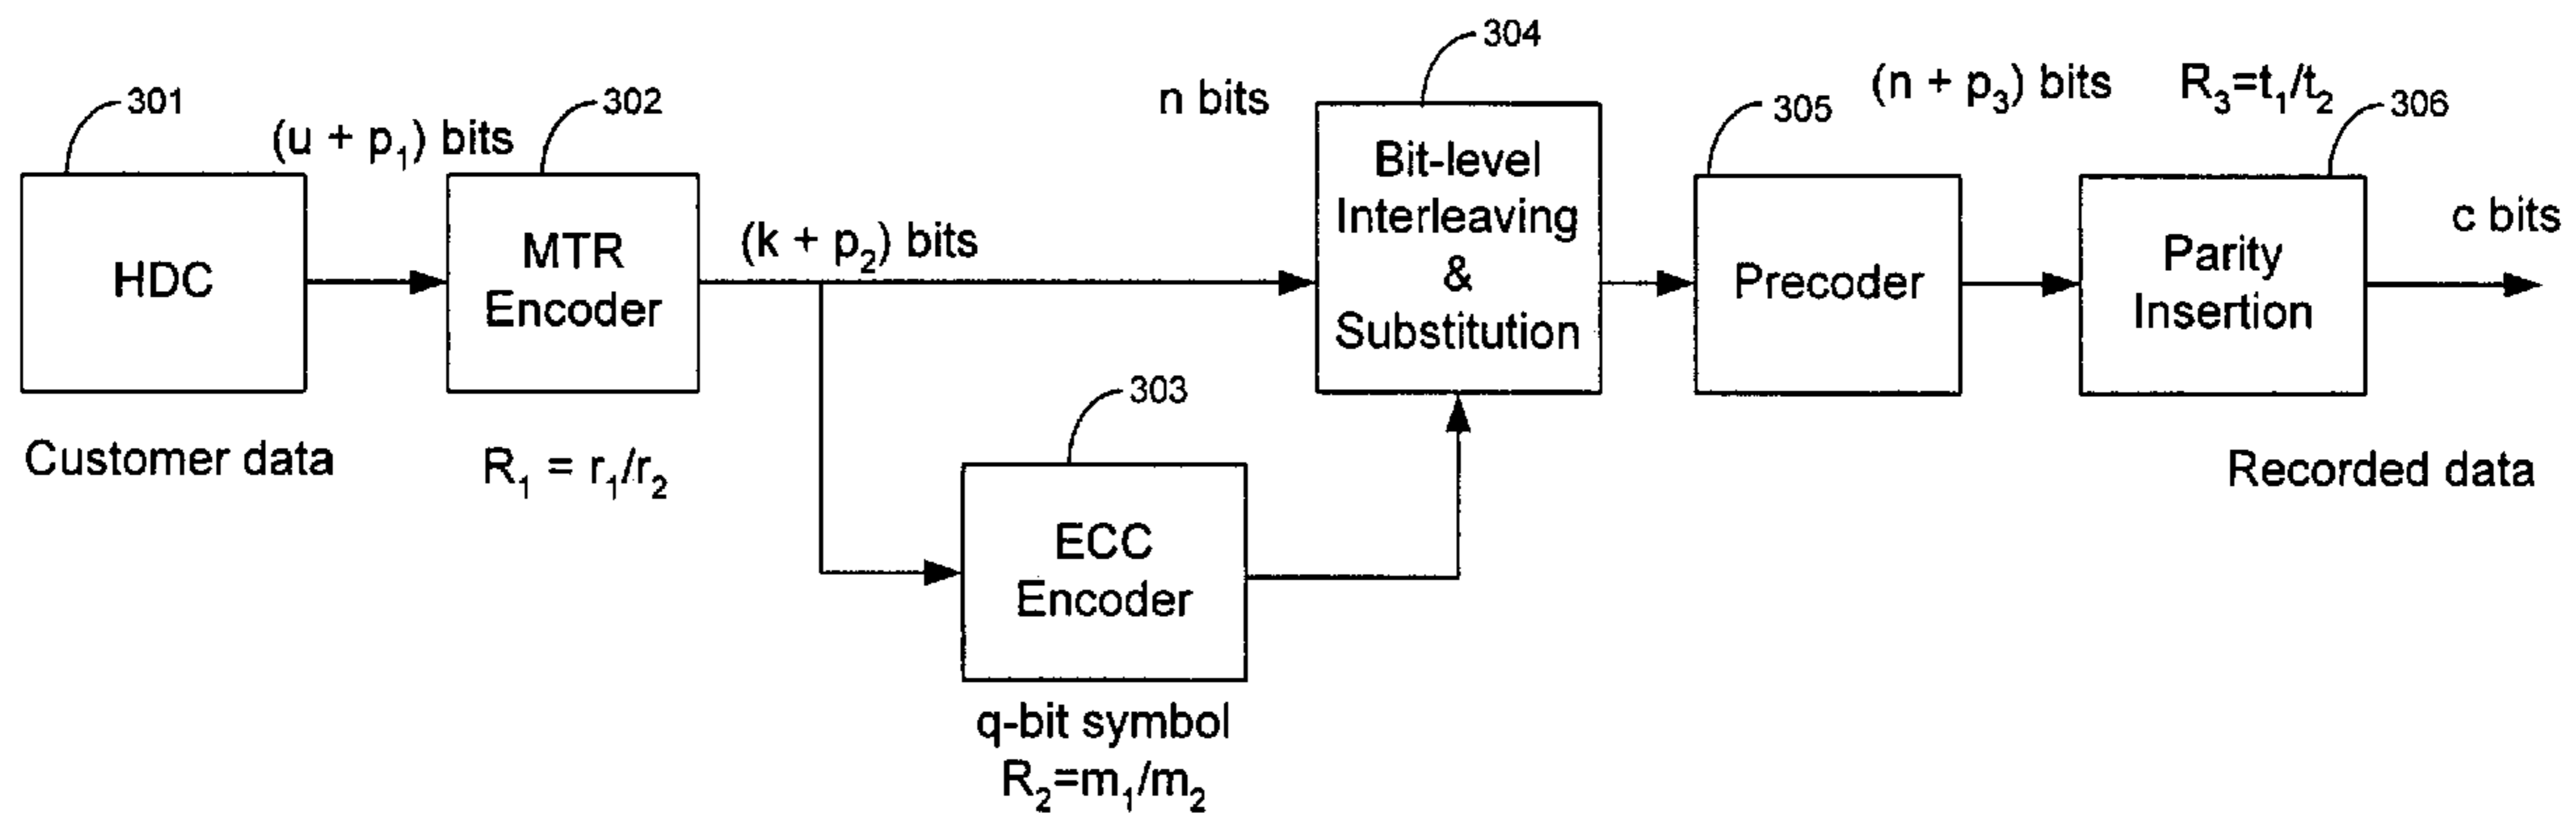 304
n bits
(n + p₃) bits
R₃=t₁/t₂
301
302
305
306
(u + p₁) bits
Bit-level
Interleaving
&
Substitution
c bits
HDC
MTR
Encoder
(k + p₂) bits
Precoder
Parity
Insertion
303
Customer data
R₁ = r₁/r₂
Recorded data
ECC
Encoder
q-bit symbol
R₂=m₁/m₂